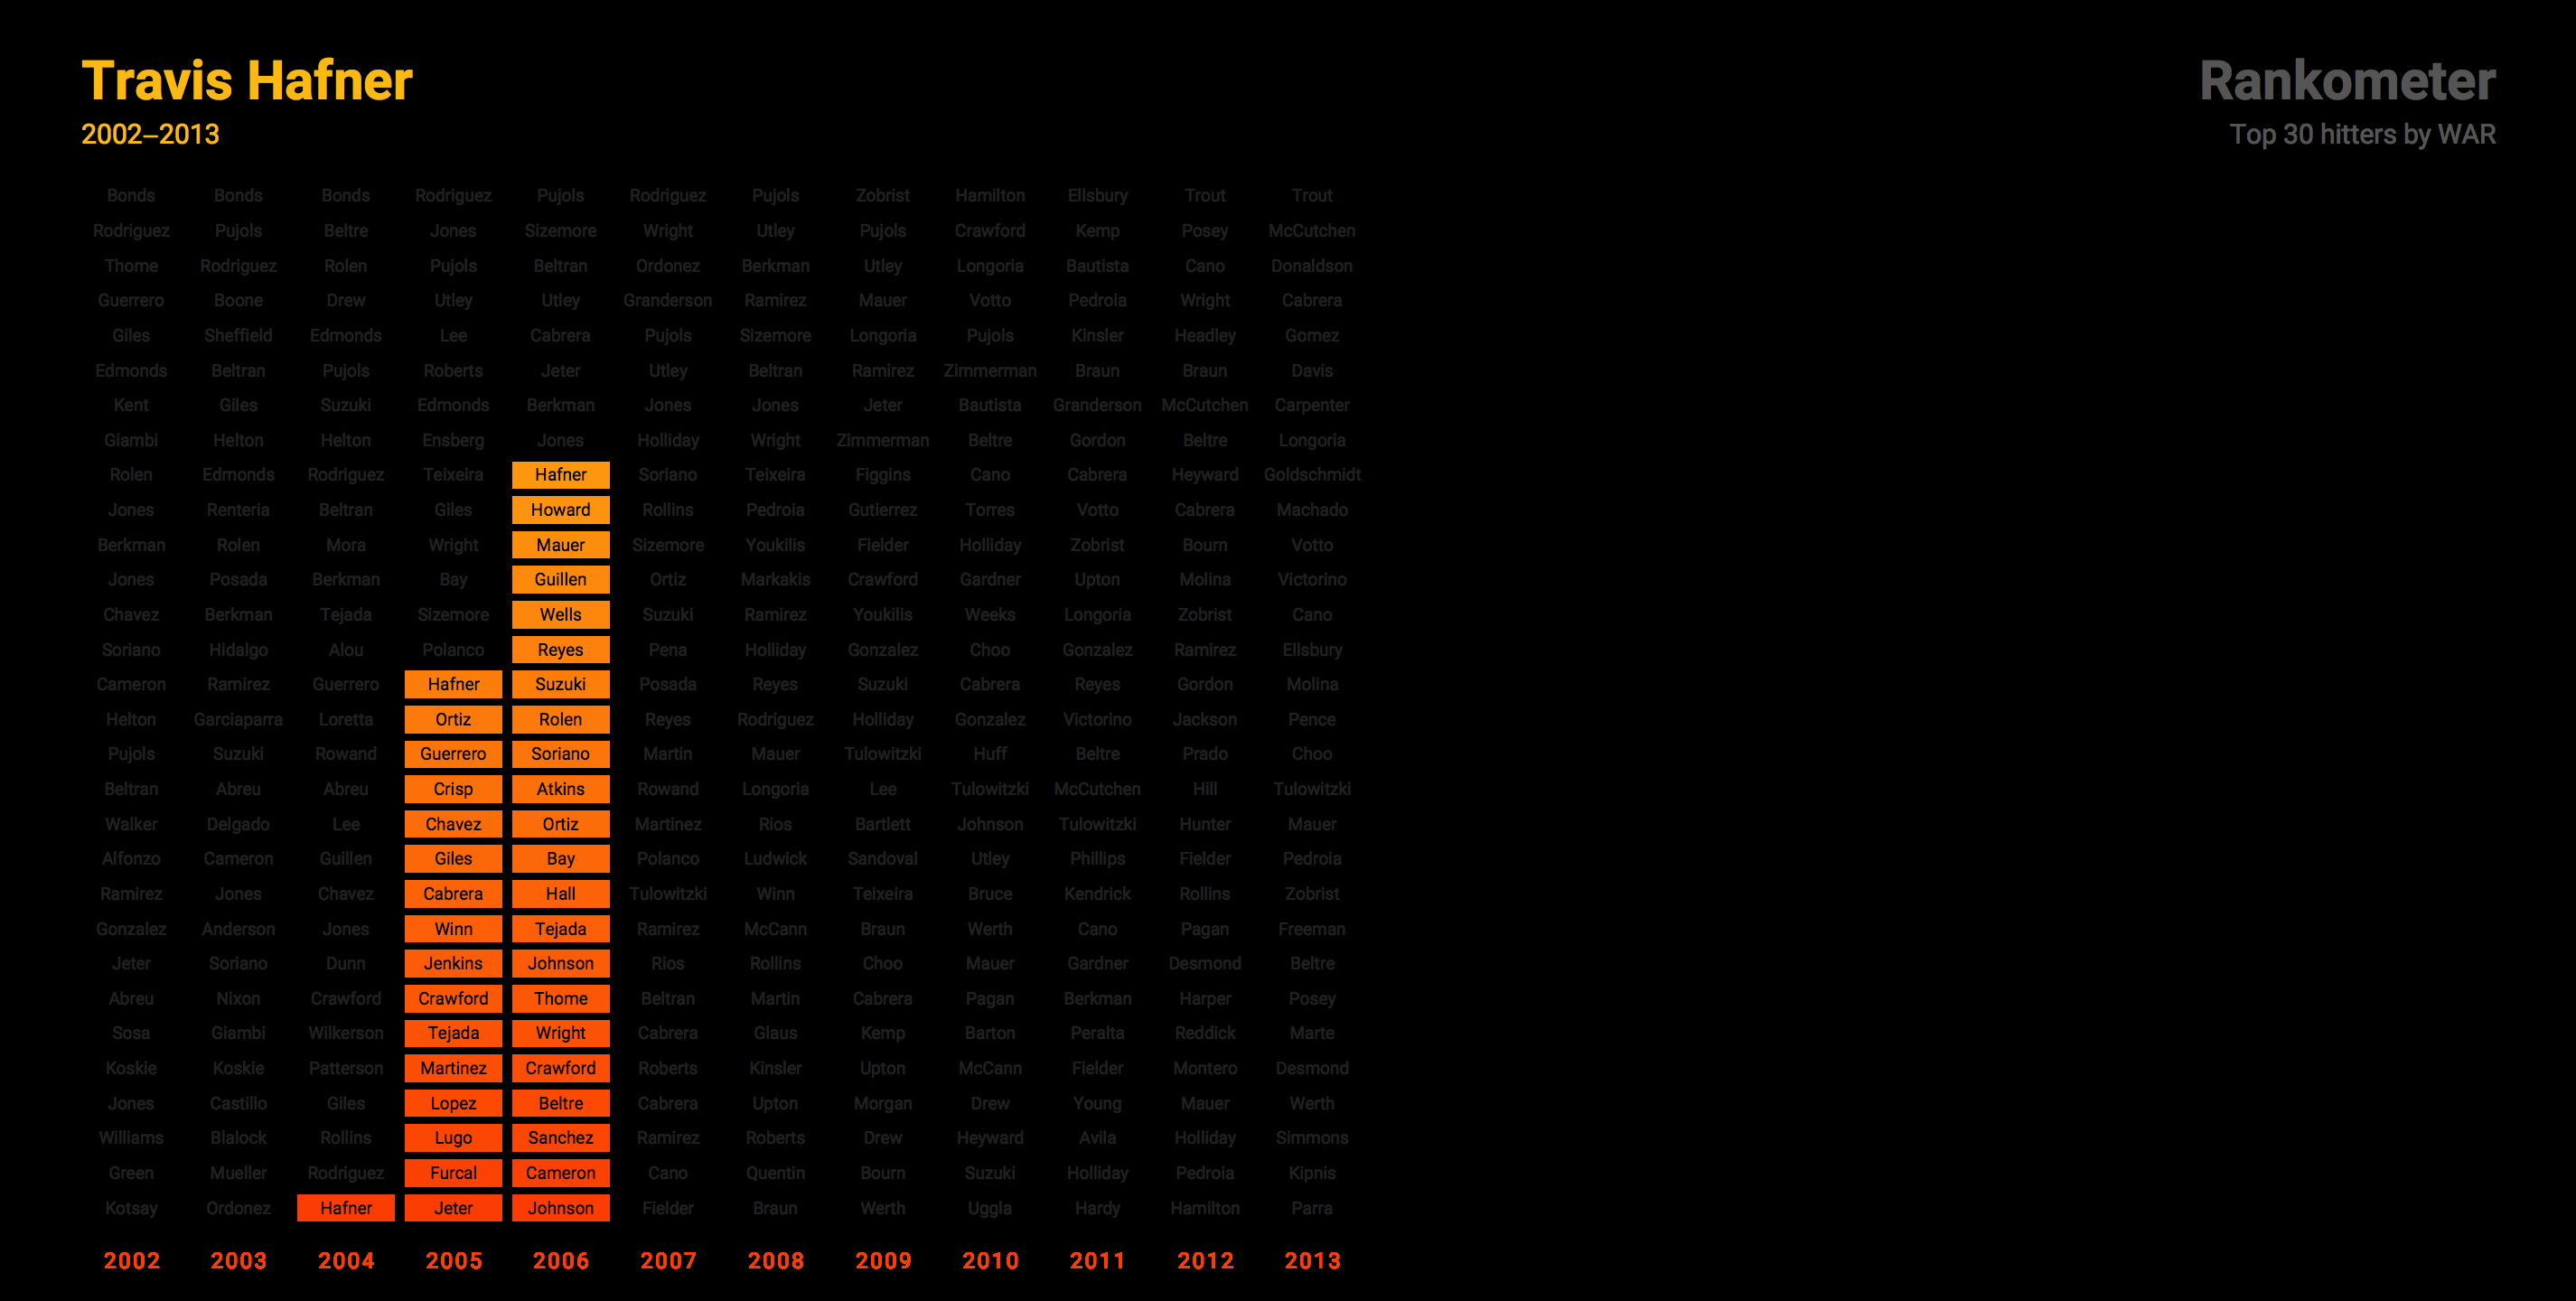 Travis Hafner
2002–2013
Rankometer
Top 30 hitters by WAR
Bonds Bonds Bonds Rodriguez Pujols Rodriguez Pujols Zobrist Hamilton Ellsbury Trout Trout
Rodriguez Pujols Beltre Jones Sizemore Wright Utley Pujols Crawford Kemp Posey McCutchen
Thome Rodriguez Rolen Pujols Beltran Ordonez Berkman Utley Longoria Bautista Cano Donaldson
Guerrero Boone Drew Utley Utley Granderson Ramirez Mauer Votto Pedroia Wright Cabrera
Giles Sheffield Edmonds Lee Cabrera Pujols Sizemore Longoria Pujols Kinsler Headley Gomez
Edmonds Beltran Pujols Roberts Jeter Utley Beltran Ramirez Zimmerman Braun Braun Davis
Kent Giles Suzuki Edmonds Berkman Jones Jones Jeter Bautista Granderson McCutchen Carpenter
Giambi Helton Helton Ensberg Jones Holliday Wright Zimmerman Beltre Gordon Beltre Longoria
Rolen Edmonds Rodriguez Teixeira Hafner Soriano Teixeira Figgins Cano Cabrera Heyward Goldschmidt
Jones Renteria Beltran Giles Howard Rollins Pedroia Gutierrez Torres Votto Cabrera Machado
Berkman Rolen Mora Wright Mauer Sizemore Youkilis Fielder Holliday Zobrist Bourn Votto
Jones Posada Berkman Bay Guillen Ortiz Markakis Crawford Gardner Upton Molina Victorino
Chavez Berkman Tejada Sizemore Wells Suzuki Ramirez Youkilis Weeks Longoria Zobrist Cano
Soriano Hidalgo Alou Polanco Reyes Pena Holliday Gonzalez Choo Gonzalez Ramirez Ellsbury
Cameron Ramirez Guerrero Hafner Suzuki Posada Reyes Suzuki Cabrera Reyes Gordon Molina
Helton Garciaparra Loretta Ortiz Rolen Reyes Rodriguez Holliday Gonzalez Victorino Jackson Pence
Pujols Suzuki Rowand Guerrero Soriano Martin Mauer Tulowitzki Huff Beltre Prado Choo
Beltran Abreu Abreu Crisp Atkins Rowand Longoria Lee Tulowitzki McCutchen Hill Tulowitzki
Walker Delgado Lee Chavez Ortiz Martinez Rios Bartlett Johnson Tulowitzki Hunter Mauer
Alfonzo Cameron Guillen Giles Bay Polanco Ludwick Sandoval Utley Phillips Fielder Pedroia
Ramirez Jones Chavez Cabrera Hall Tulowitzki Winn Teixeira Bruce Kendrick Rollins Zobrist
Gonzalez Anderson Jones Winn Tejada Ramirez McCann Braun Werth Cano Pagan Freeman
Jeter Soriano Dunn Jenkins Johnson Rios Rollins Choo Mauer Gardner Desmond Beltre
Abreu Nixon Crawford Crawford Thome Beltran Martin Cabrera Pagan Berkman Harper Posey
Sosa Giambi Wilkerson Tejada Wright Cabrera Glaus Kemp Barton Peralta Reddick Marte
Koskie Koskie Patterson Martinez Crawford Roberts Kinsler Upton McCann Fielder Montero Desmond
Jones Castillo Giles Lopez Beltre Cabrera Upton Morgan Drew Young Mauer Werth
Williams Blalock Rollins Lugo Sanchez Ramirez Roberts Drew Heyward Avila Holliday Simmons
Green Mueller Rodriguez Furcal Cameron Cano Quentin Bourn Suzuki Holliday Pedroia Kipnis
Kotsay Ordonez Hafner Jeter Johnson Fielder Braun Werth Uggla Hardy Hamilton Parra
2002 2003 2004 2005 2006 2007 2008 2009 2010 2011 2012 2013